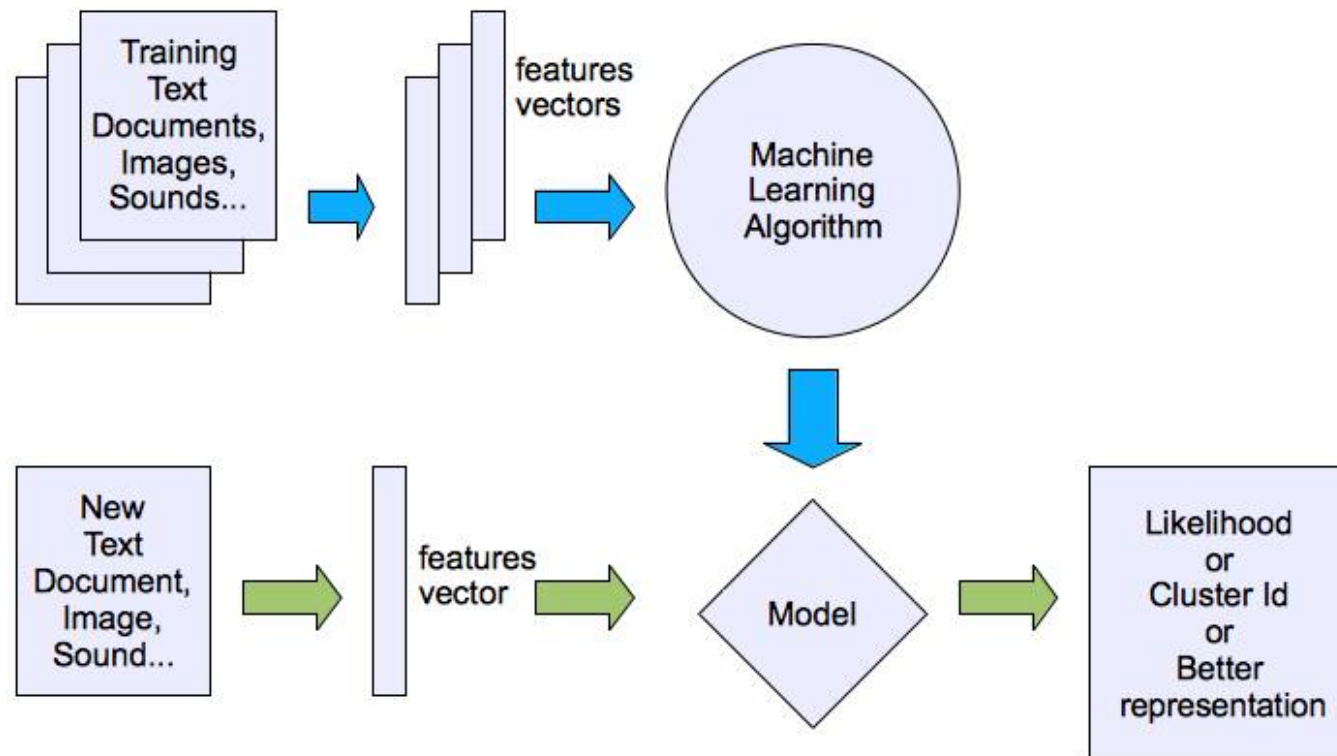 Training
Text
Documents,
Images,
Sounds...
features
vectors
Machine
Learning
Algorithm
New
Text
Document,
Image,
Sound...
features
vector
Model
Likelihood
or
Cluster Id
or
Better
representation